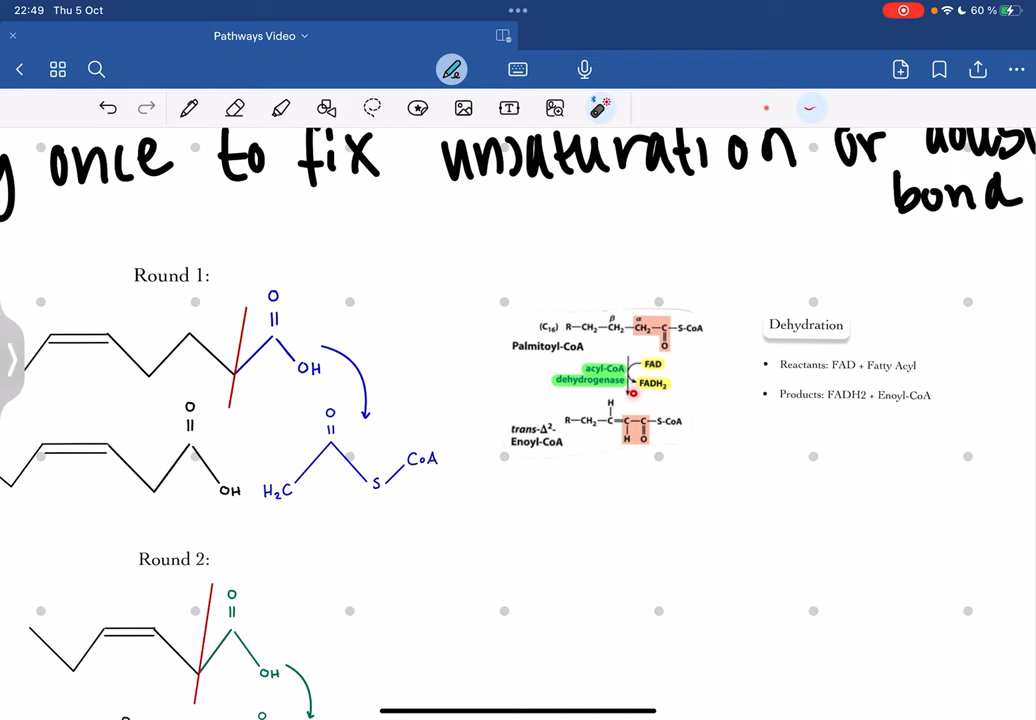 22:49 Thu 5 Oct
60 %
Pathways Video
once to fix unsaturation or
bond
Round 1:
O
OH
O
OH
O
H₂C
S
CoA
(C₁₆) R—CH₂—CH₂—CH₂—C—S-CoA
β
α
O
Palmitoyl-CoA
acyl-CoA
dehydrogenase
FAD
FADH₂
H
R—CH₂—C=C—C—S-CoA
H O
trans-Δ²-
Enoyl-CoA
Dehydration
• Reactants: FAD + Fatty Acyl
• Products: FADH2 + Enoyl-CoA
Round 2:
O
OH